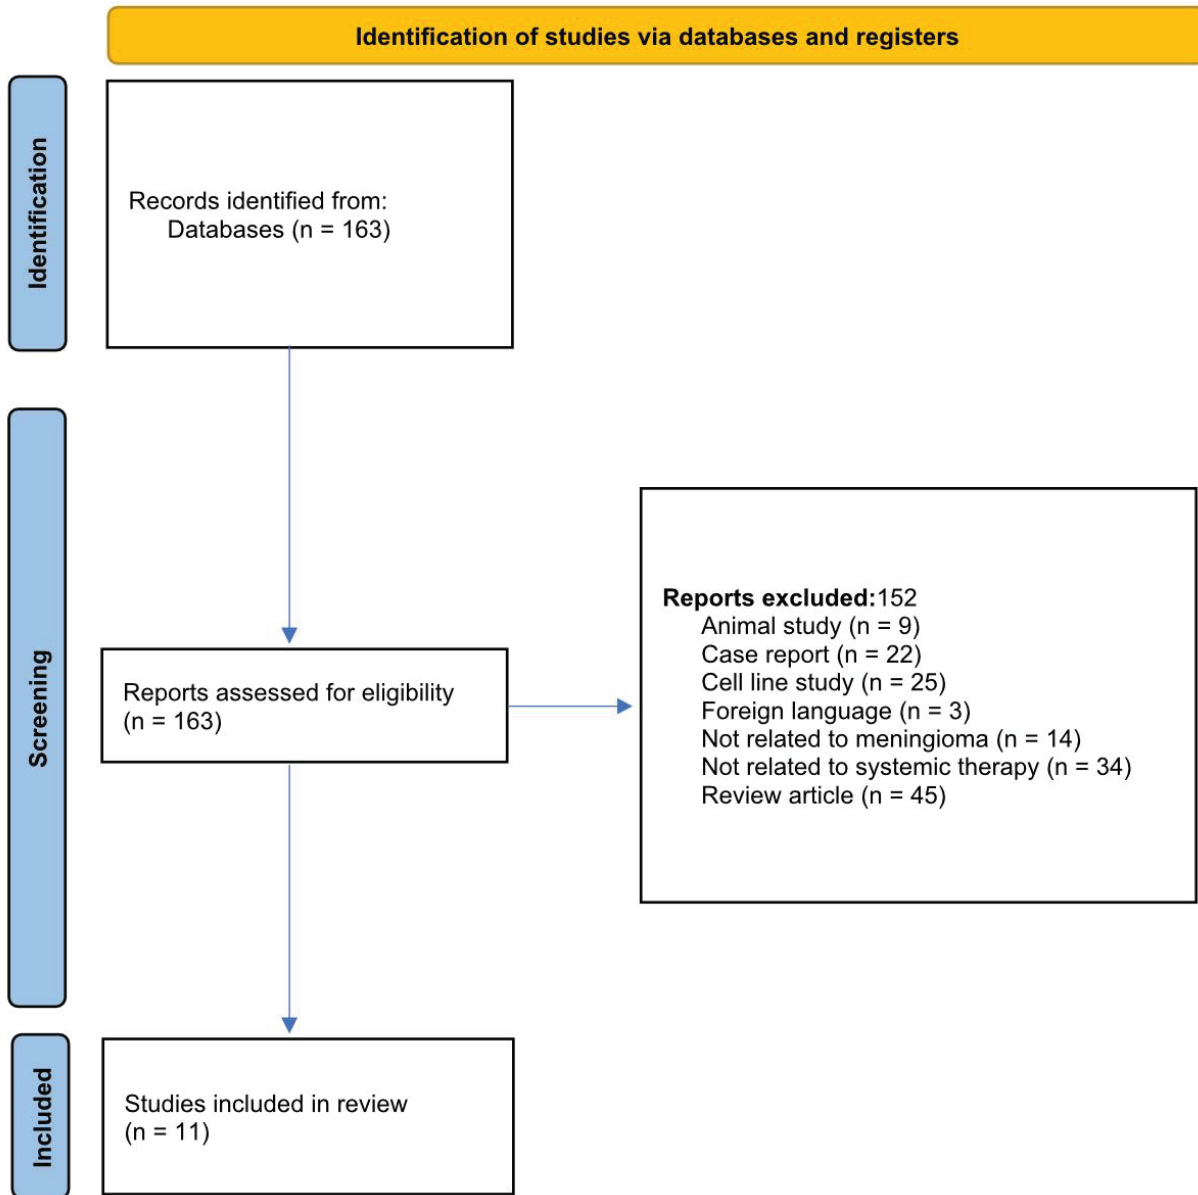 Identification of studies via databases and registers
Identification
Records identified from:
Databases (n = 163)
Screening
Reports assessed for eligibility
(n = 163)
Reports excluded:152
Animal study (n = 9)
Case report (n = 22)
Cell line study (n = 25)
Foreign language (n = 3)
Not related to meningioma (n = 14)
Not related to systemic therapy (n = 34)
Review article (n = 45)
Included
Studies included in review
(n = 11)